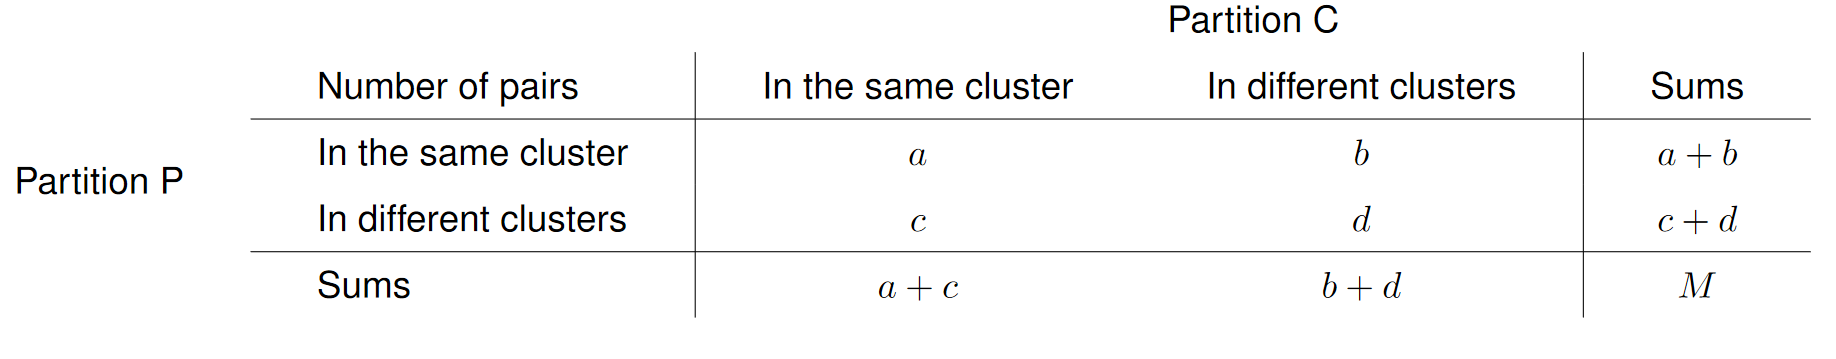 Partition C
Number of pairs In the same cluster In different clusters Sums
In the same cluster a b a + b
Partition P
In different clusters c d c + d
Sums a + c b + d M